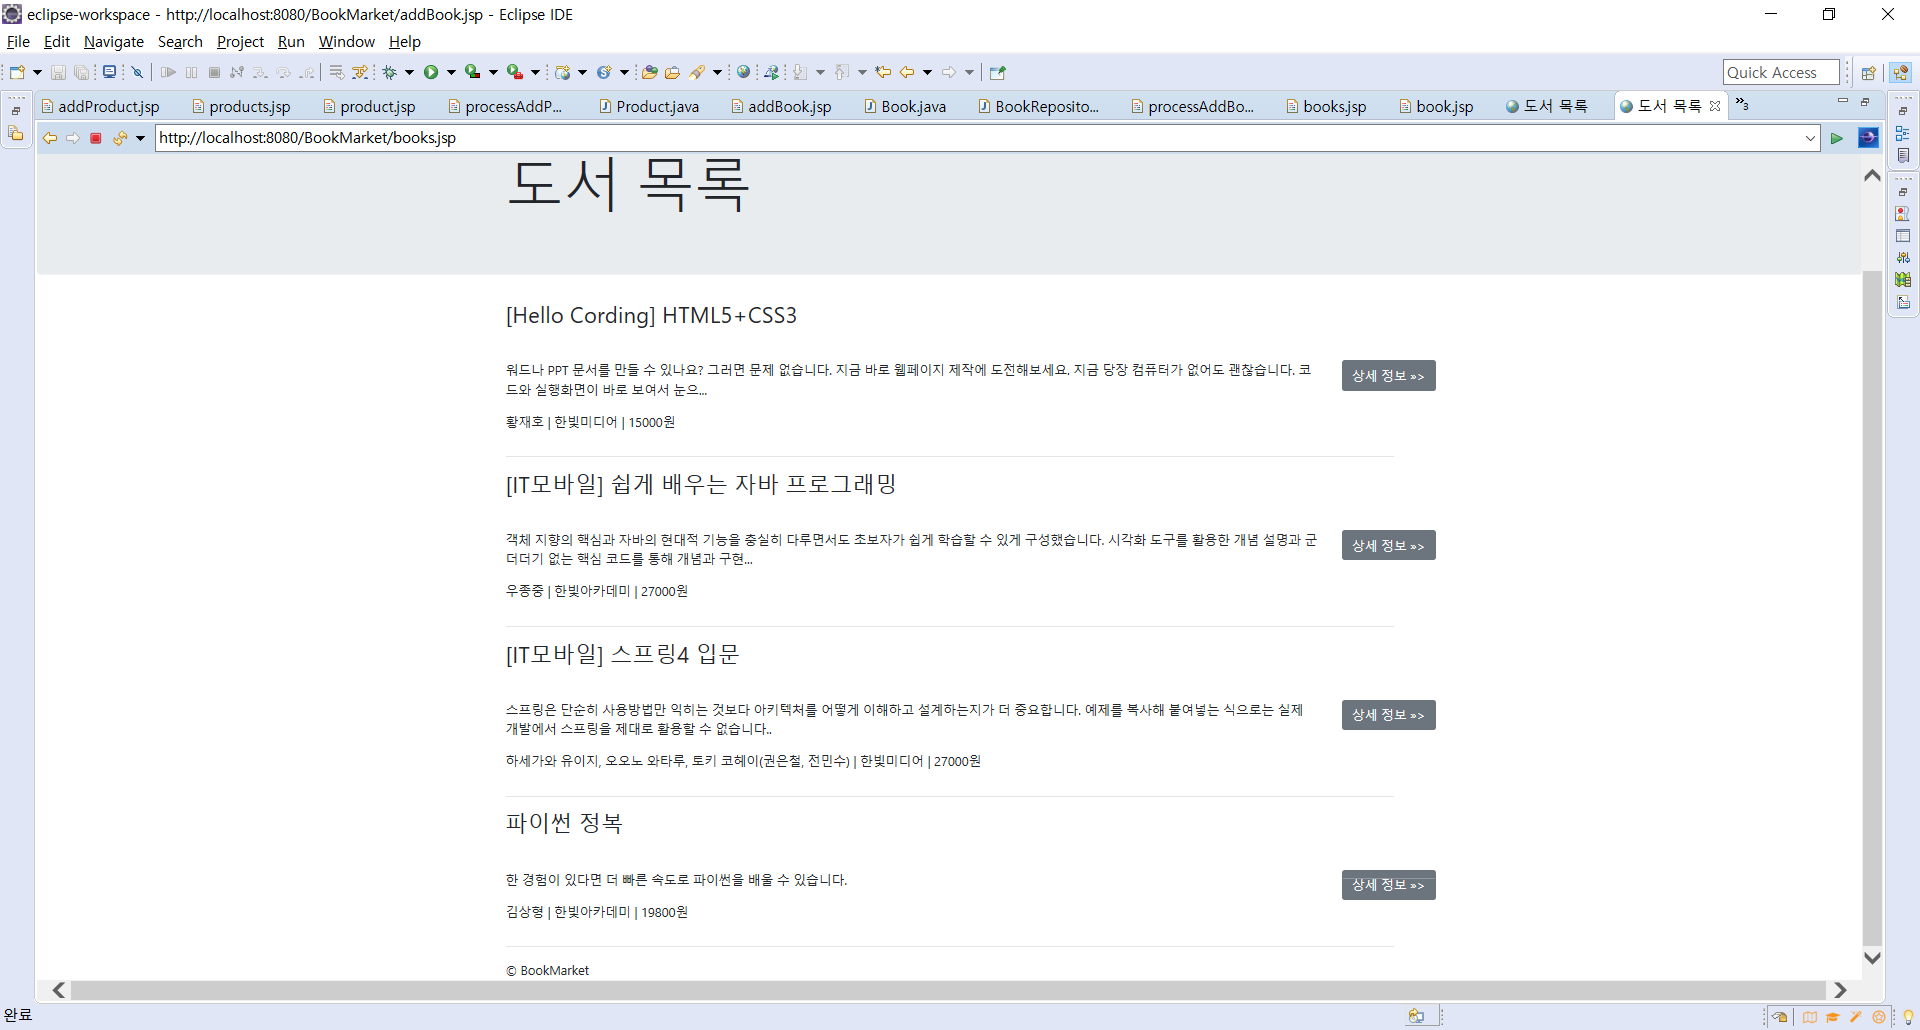 eclipse-workspace - http://localhost:8080/BookMarket/addBook.jsp - Eclipse IDE
File Edit Navigate Search Project Run Window Help
Quick Access
addProduct.jsp products.jsp product.jsp processAddP... Product.java addBook.jsp Book.java BookReposito... processAddBo... books.jsp book.jsp 도서 목록 도서 목록 »3
http://localhost:8080/BookMarket/books.jsp
도서 목록
[Hello Cording] HTML5+CSS3
워드나 PPT 문서를 만들 수 있나요? 그러면 문제 없습니다. 지금 바로 웹페이지 제작에 도전해보세요. 지금 당장 컴퓨터가 없어도 괜찮습니다. 코
드와 실행화면이 바로 보여서 눈으...
상세 정보 »>
황재호 | 한빛미디어 | 15000원
[IT모바일] 쉽게 배우는 자바 프로그래밍
객체 지향의 핵심과 자바의 현대적 기능을 충실히 다루면서도 초보자가 쉽게 학습할 수 있게 구성했습니다. 시각화 도구를 활용한 개념 설명과 군
더더기 없는 핵심 코드를 통해 개념과 구현...
상세 정보 »>
우종중 | 한빛아카데미 | 27000원
[IT모바일] 스프링4 입문
스프링은 단순히 사용방법만 익히는 것보다 아키텍처를 어떻게 이해하고 설계하는지가 더 중요합니다. 예제를 복사해 붙여넣는 식으로는 실제
개발에서 스프링을 제대로 활용할 수 없습니다..
상세 정보 »>
하세가와 유이지, 오오노 와타루, 토키 코헤이(권은철, 전민수) | 한빛미디어 | 27000원
파이썬 정복
한 경험이 있다면 더 빠른 속도로 파이썬을 배울 수 있습니다.
상세 정보 »>
김상형 | 한빛아카데미 | 19800원
© BookMarket
완료